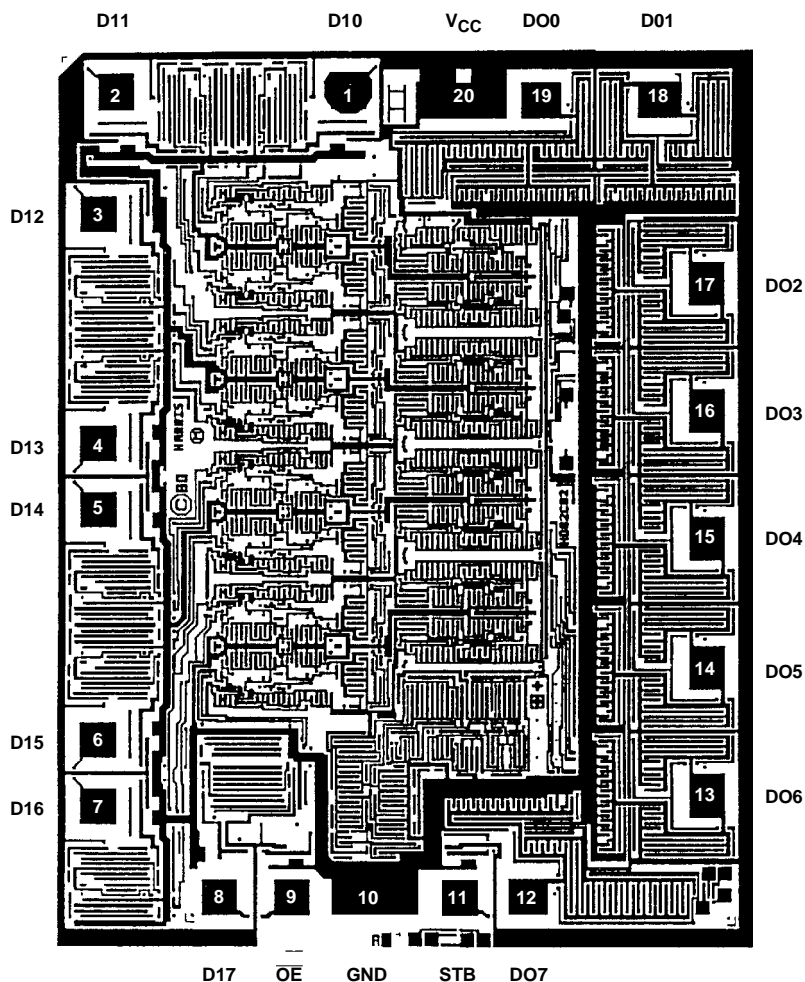 D11 D10 VCC DO0 D01
2 1 20 19 18
D12 3
17 DO2
16 DO3
D13 4
HARRIS
D14 5
15 DO4
14 DO5
D15 6
D16 7
13 DO6
8 9 10 11 12
D17 OE GND STB DO7